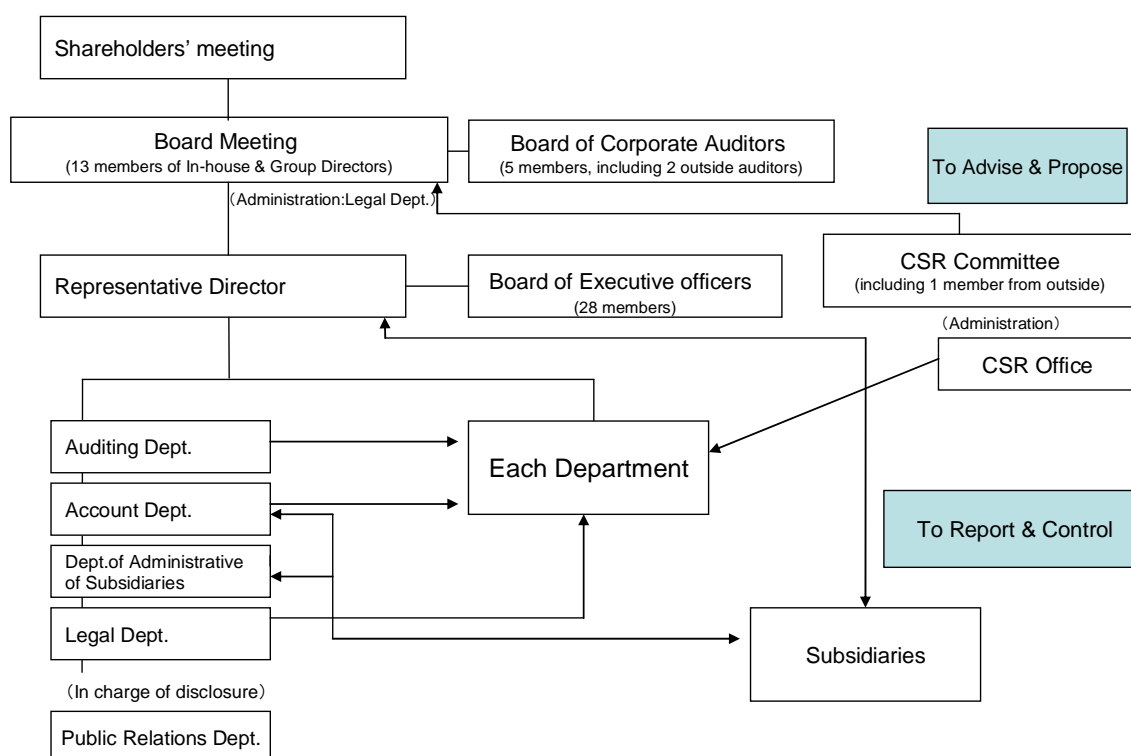 Shareholders’ meeting
Board Meeting
(13 members of In-house & Group Directors)
Board of Corporate Auditors
(5 members, including 2 outside auditors)
To Advise & Propose
（Administration:Legal Dept.）
Representative Director
Board of Executive officers
(28 members)
CSR Committee
(including 1 member from outside)
（Administration）
CSR Office
Auditing Dept.
Each Department
Account Dept.
To Report & Control
Dept.of Administrative
of Subsidiaries
Legal Dept.
Subsidiaries
（In charge of disclosure）
Public Relations Dept.